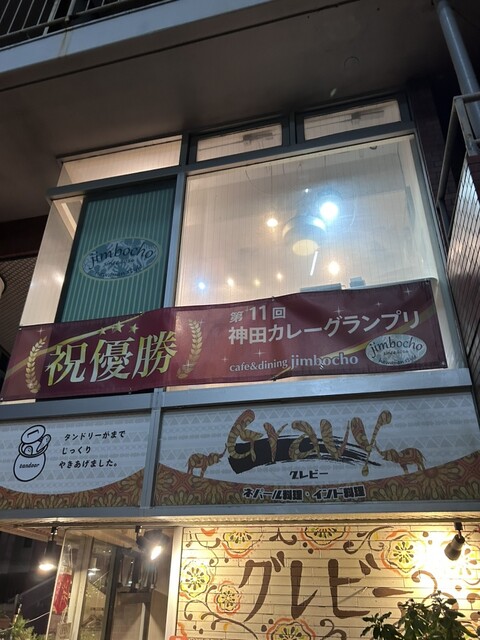 jimbocho
祝優勝
第11回
神田カレーグランプリ
cafe&dining jimbocho
jimbocho
tandoor
タンドリーがまで
じっくり
やきあげました。
Gravy
グレビー
ネパール料理・インド料理
グレビー